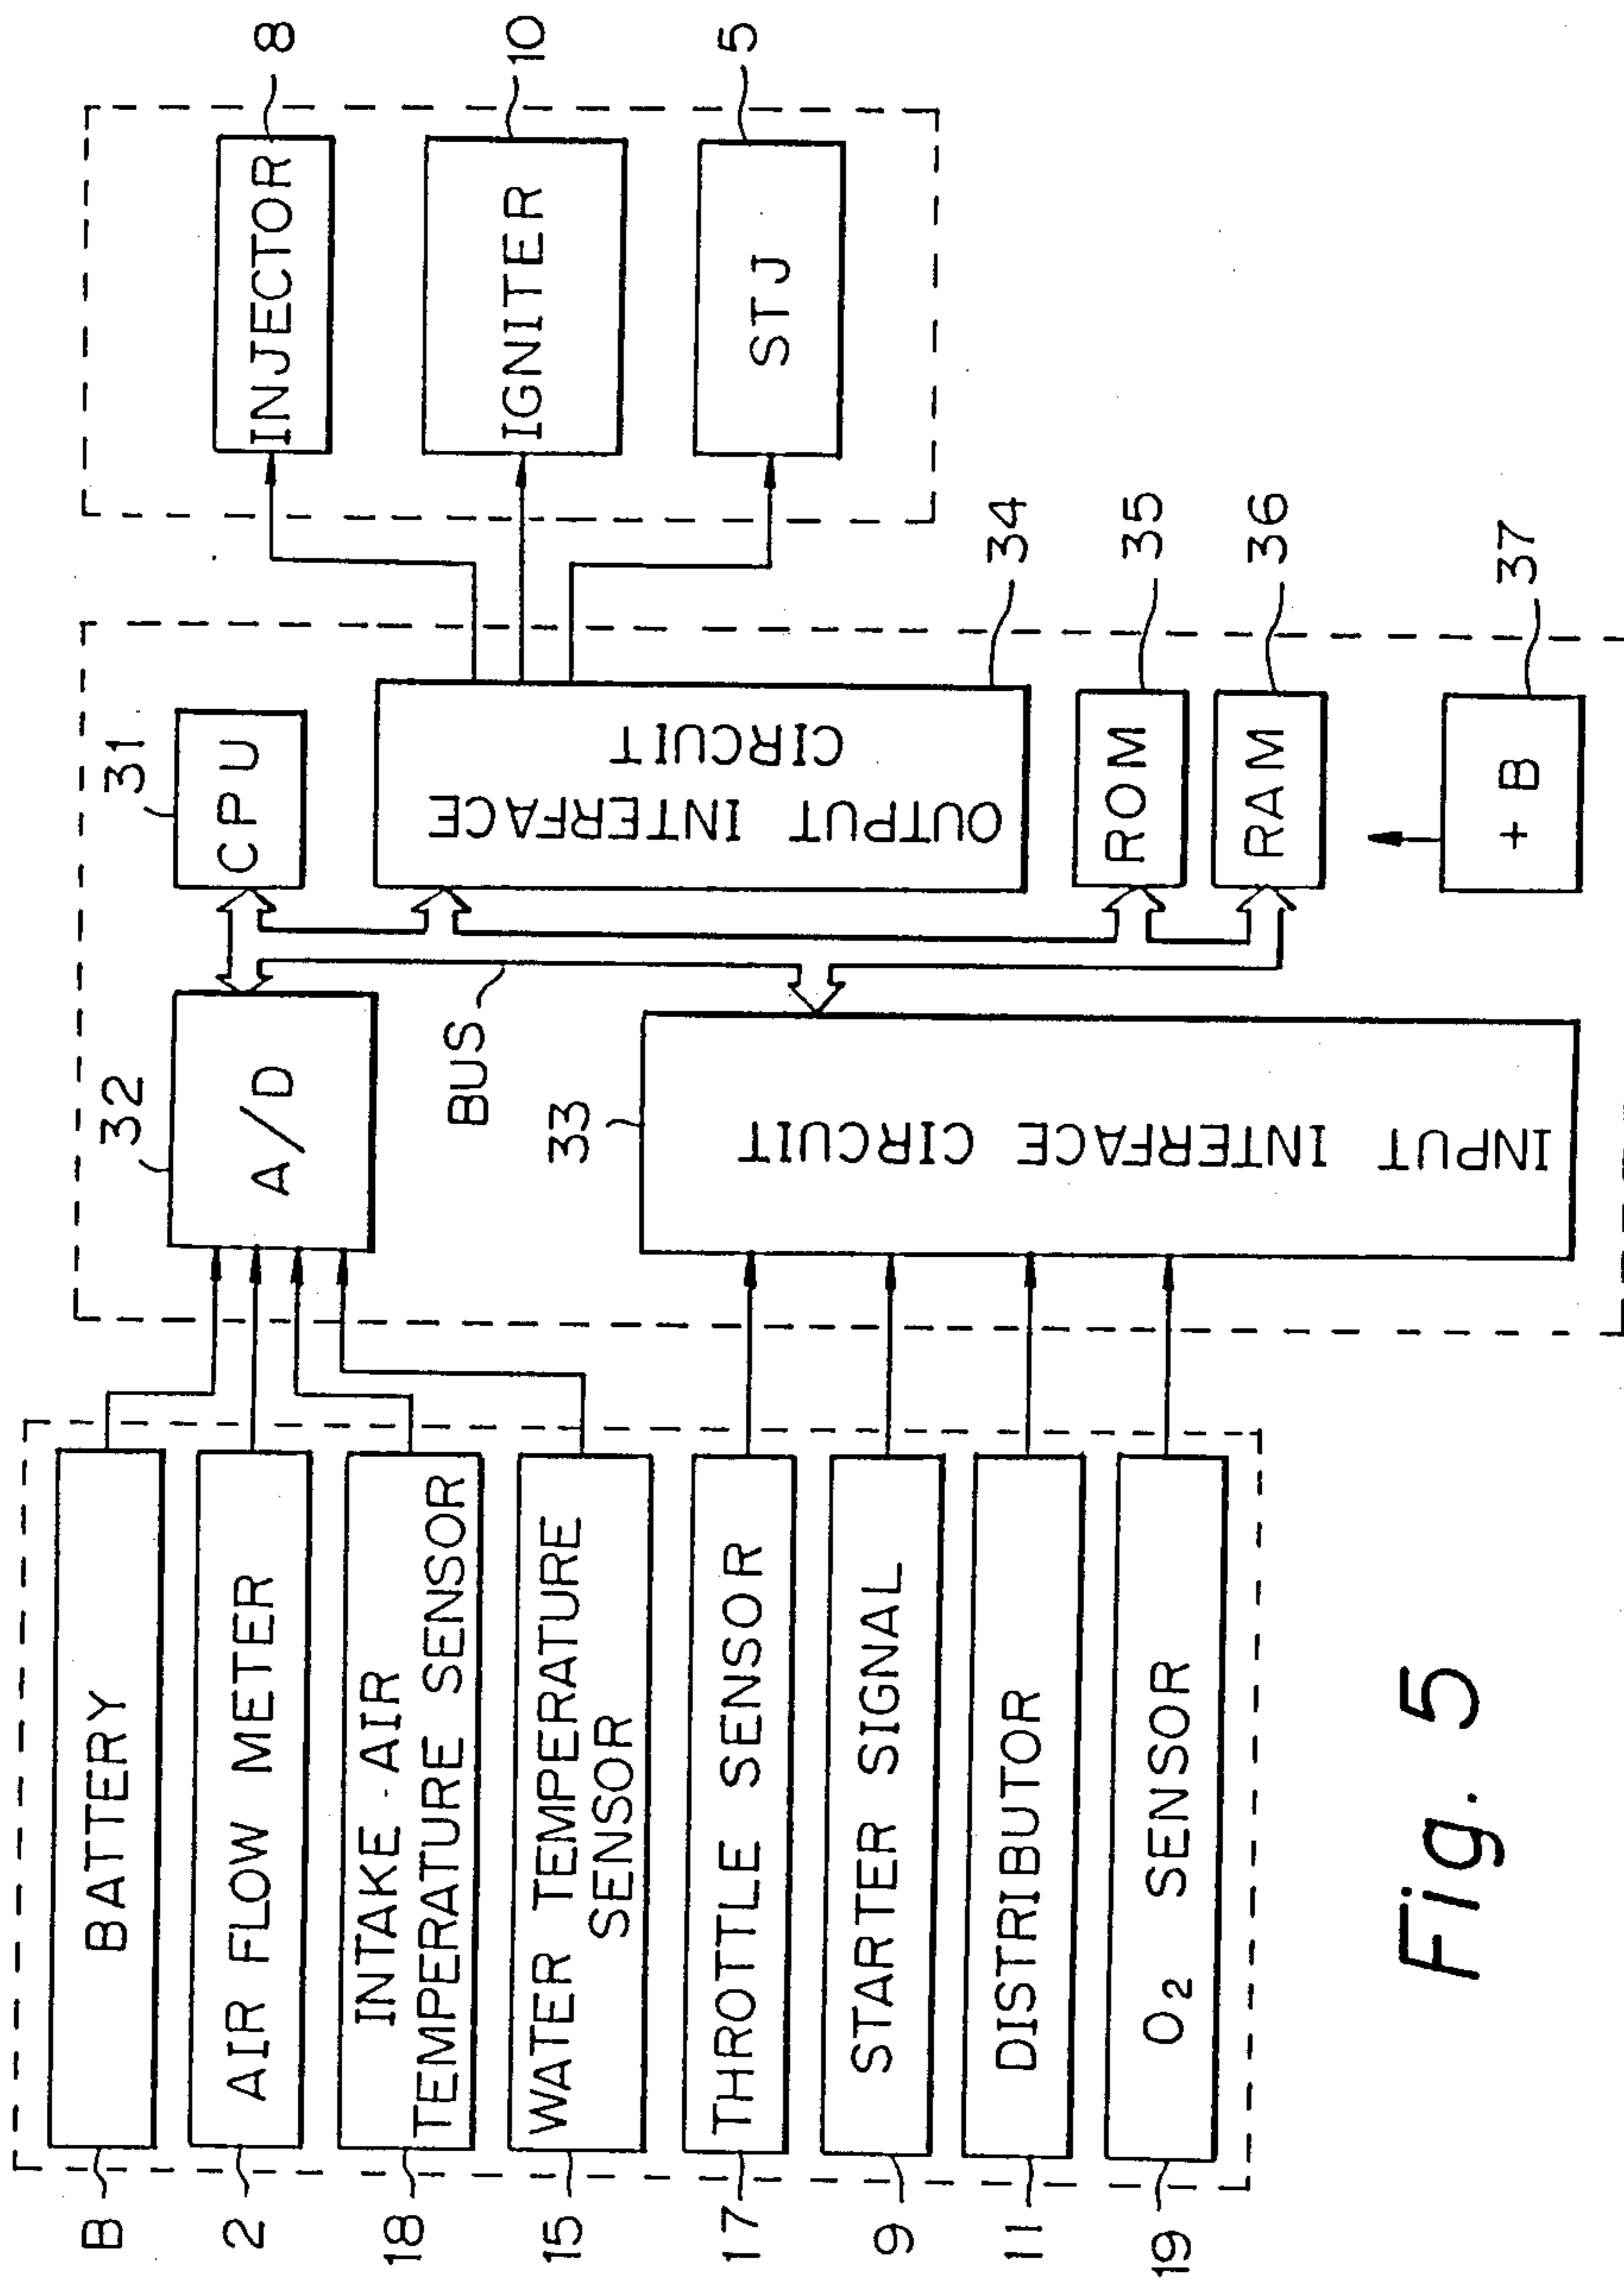 B
BATTERY
2
AIR FLOW METER
18
INTAKE AIR
TEMPERATURE SENSOR
15
WATER TEMPERATURE
SENSOR
17
THROTTLE SENSOR
9
STARTER SIGNAL
11
DISTRIBUTOR
19
O₂ SENSOR
32
A/D
31
CPU
BUS
33
INPUT INTERFACE CIRCUIT
OUTPUT INTERFACE
CIRCUIT
34
ROM
35
RAM
36
+B
37
INJECTOR
8
IGNITER
10
STJ
5
Fig. 5